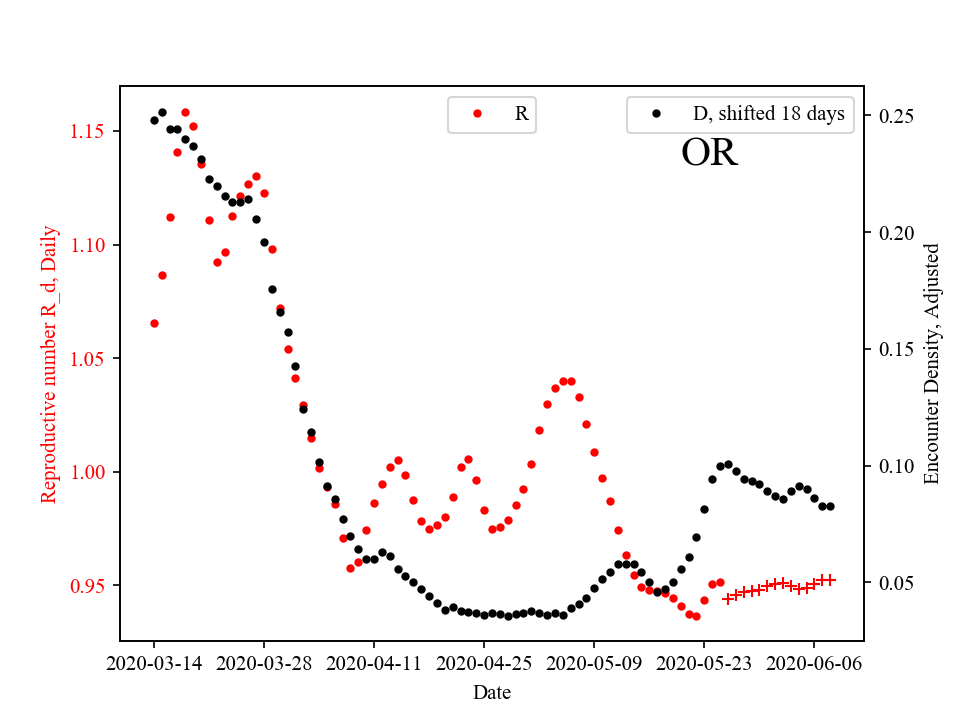 R
D, shifted 18 days
OR
1.15
1.10
1.05
1.00
0.95
Reproductive number R_d, Daily
0.25
0.20
0.15
0.10
0.05
Encounter Density, Adjusted
2020-03-14 2020-03-28 2020-04-11 2020-04-25 2020-05-09 2020-05-23 2020-06-06
Date